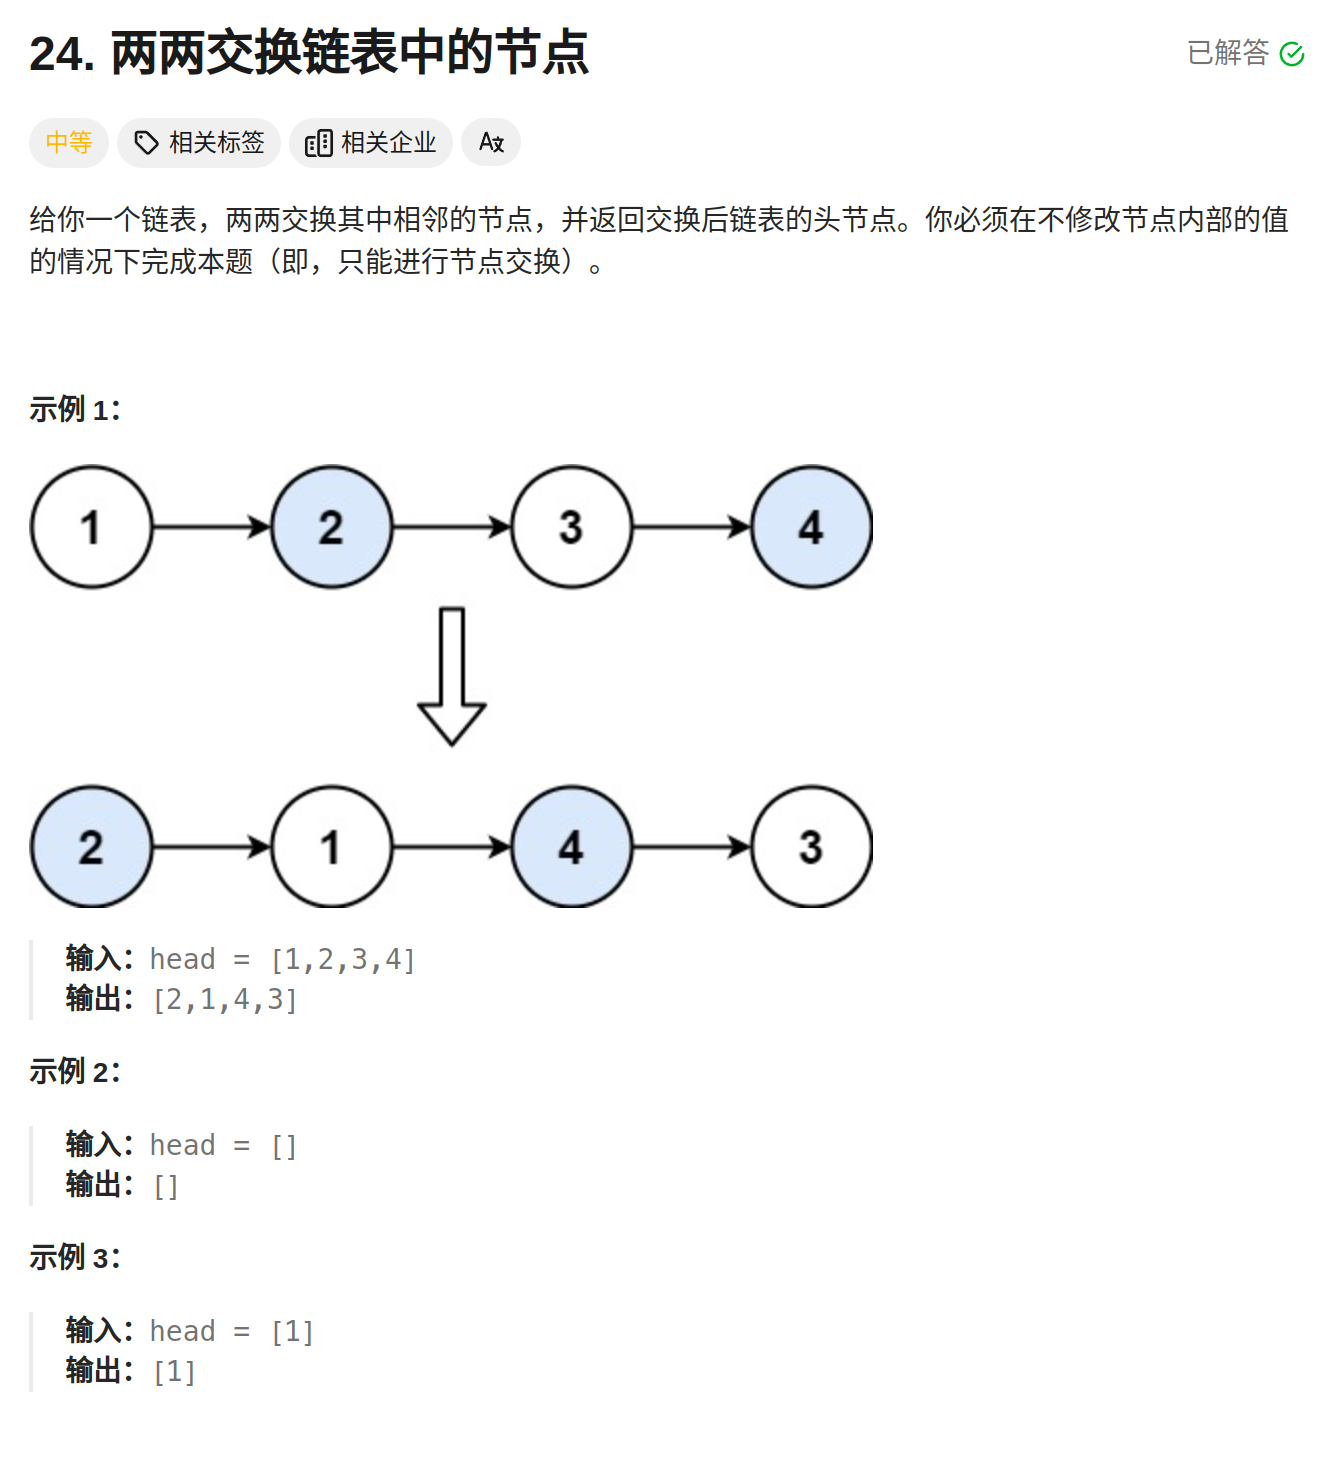 24. 两两交换链表中的节点
已解答
中等 相关标签 相关企业 A文
给你一个链表，两两交换其中相邻的节点，并返回交换后链表的头节点。你必须在不修改节点内部的值
的情况下完成本题（即，只能进行节点交换）。
示例 1：
1 2 3 4
2 1 4 3
输入：head = [1,2,3,4]
输出：[2,1,4,3]
示例 2：
输入：head = []
输出：[]
示例 3：
输入：head = [1]
输出：[1]